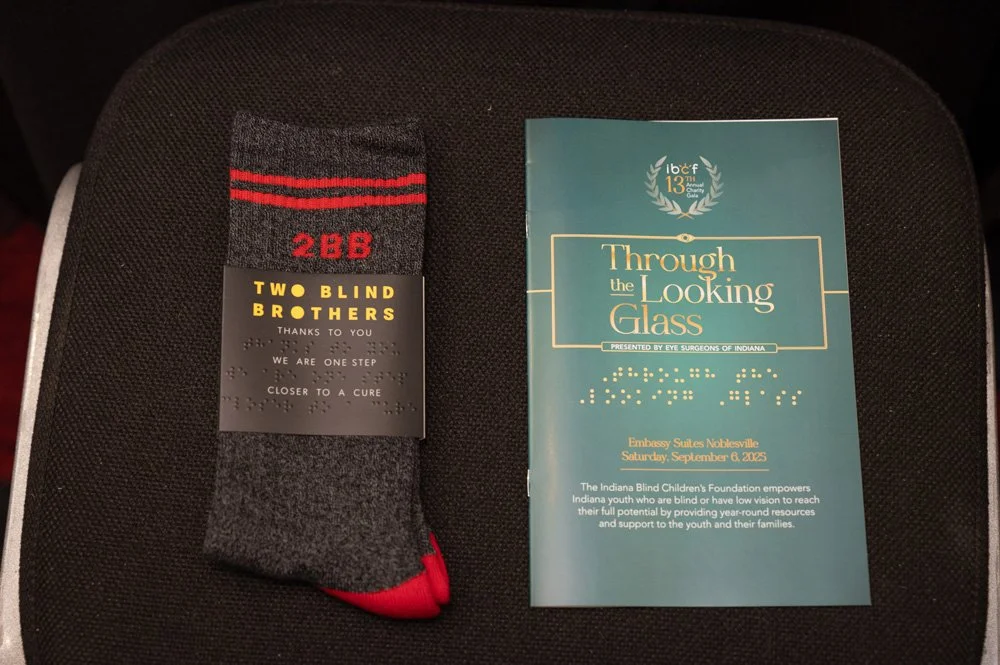 2BB
TWO BLIND
BROTHERS
THANKS TO YOU
WE ARE ONE STEP
CLOSER TO A CURE
ibcf
13TH
Annual
Charity
Gala
Through
the Looking
Glass
PRESENTED BY EYE SURGEONS OF INDIANA
⠠⠞⠓⠗⠕⠥⠛⠓ ⠞⠓⠑
⠠⠇⠕⠕⠅⠊⠝⠛ ⠠⠛⠇⠁⠎⠎
Embassy Suites Noblesville
Saturday, September 6, 2025
The Indiana Blind Children's Foundation empowers
Indiana youth who are blind or have low vision to reach
their full potential by providing year-round resources
and support to the youth and their families.